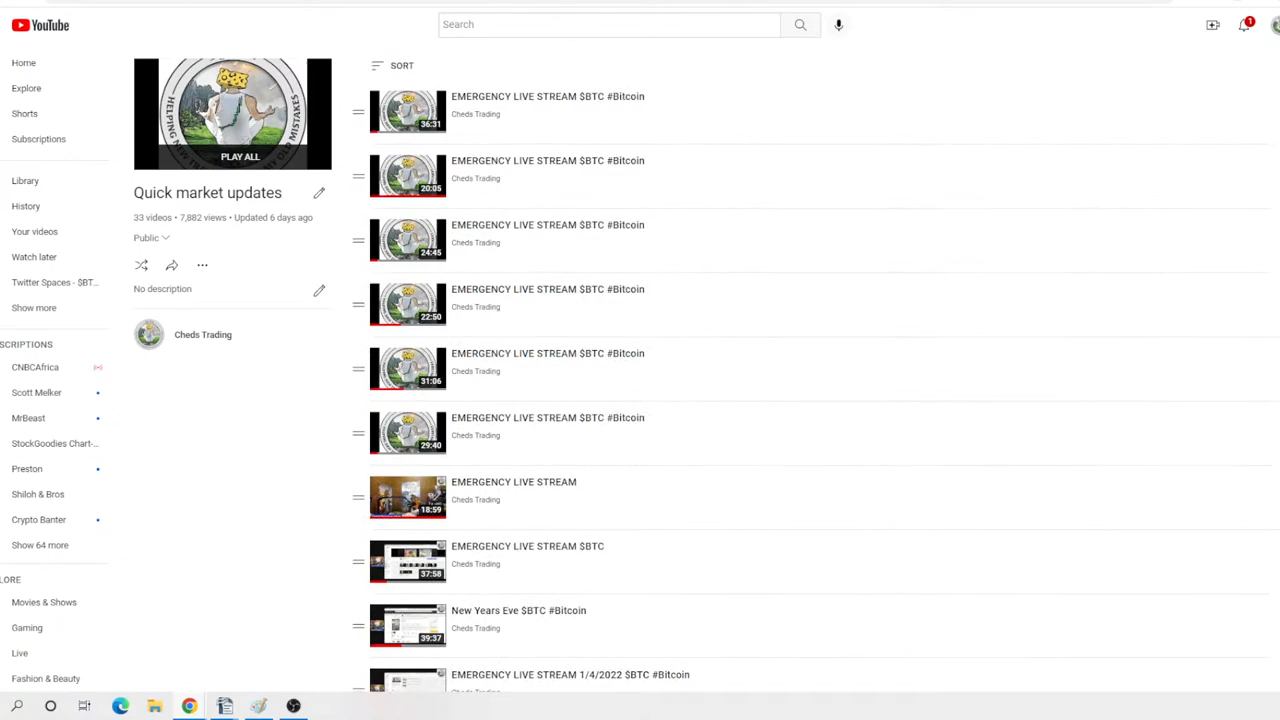 YouTube
Search
1
Home
Explore
Shorts
Subscriptions
Library
History
Your videos
Watch later
Twitter Spaces - $BT...
Show more
SCRIPTIONS
CNBCAfrica
Scott Melker
MrBeast
StockGoodies Chart-...
Preston
Shiloh & Bros
Crypto Banter
Show 64 more
LORE
Movies & Shows
Gaming
Live
Fashion & Beauty
PLAY ALL
Quick market updates
33 videos • 7,882 views • Updated 6 days ago
Public
No description
Cheds Trading
SORT
EMERGENCY LIVE STREAM $BTC #Bitcoin
Cheds Trading
36:31
EMERGENCY LIVE STREAM $BTC #Bitcoin
Cheds Trading
20:05
EMERGENCY LIVE STREAM $BTC #Bitcoin
Cheds Trading
24:45
EMERGENCY LIVE STREAM $BTC #Bitcoin
Cheds Trading
22:50
EMERGENCY LIVE STREAM $BTC #Bitcoin
Cheds Trading
31:06
EMERGENCY LIVE STREAM $BTC #Bitcoin
Cheds Trading
29:40
EMERGENCY LIVE STREAM
Cheds Trading
18:59
EMERGENCY LIVE STREAM $BTC
Cheds Trading
37:58
New Years Eve $BTC #Bitcoin
Cheds Trading
39:37
EMERGENCY LIVE STREAM 1/4/2022 $BTC #Bitcoin